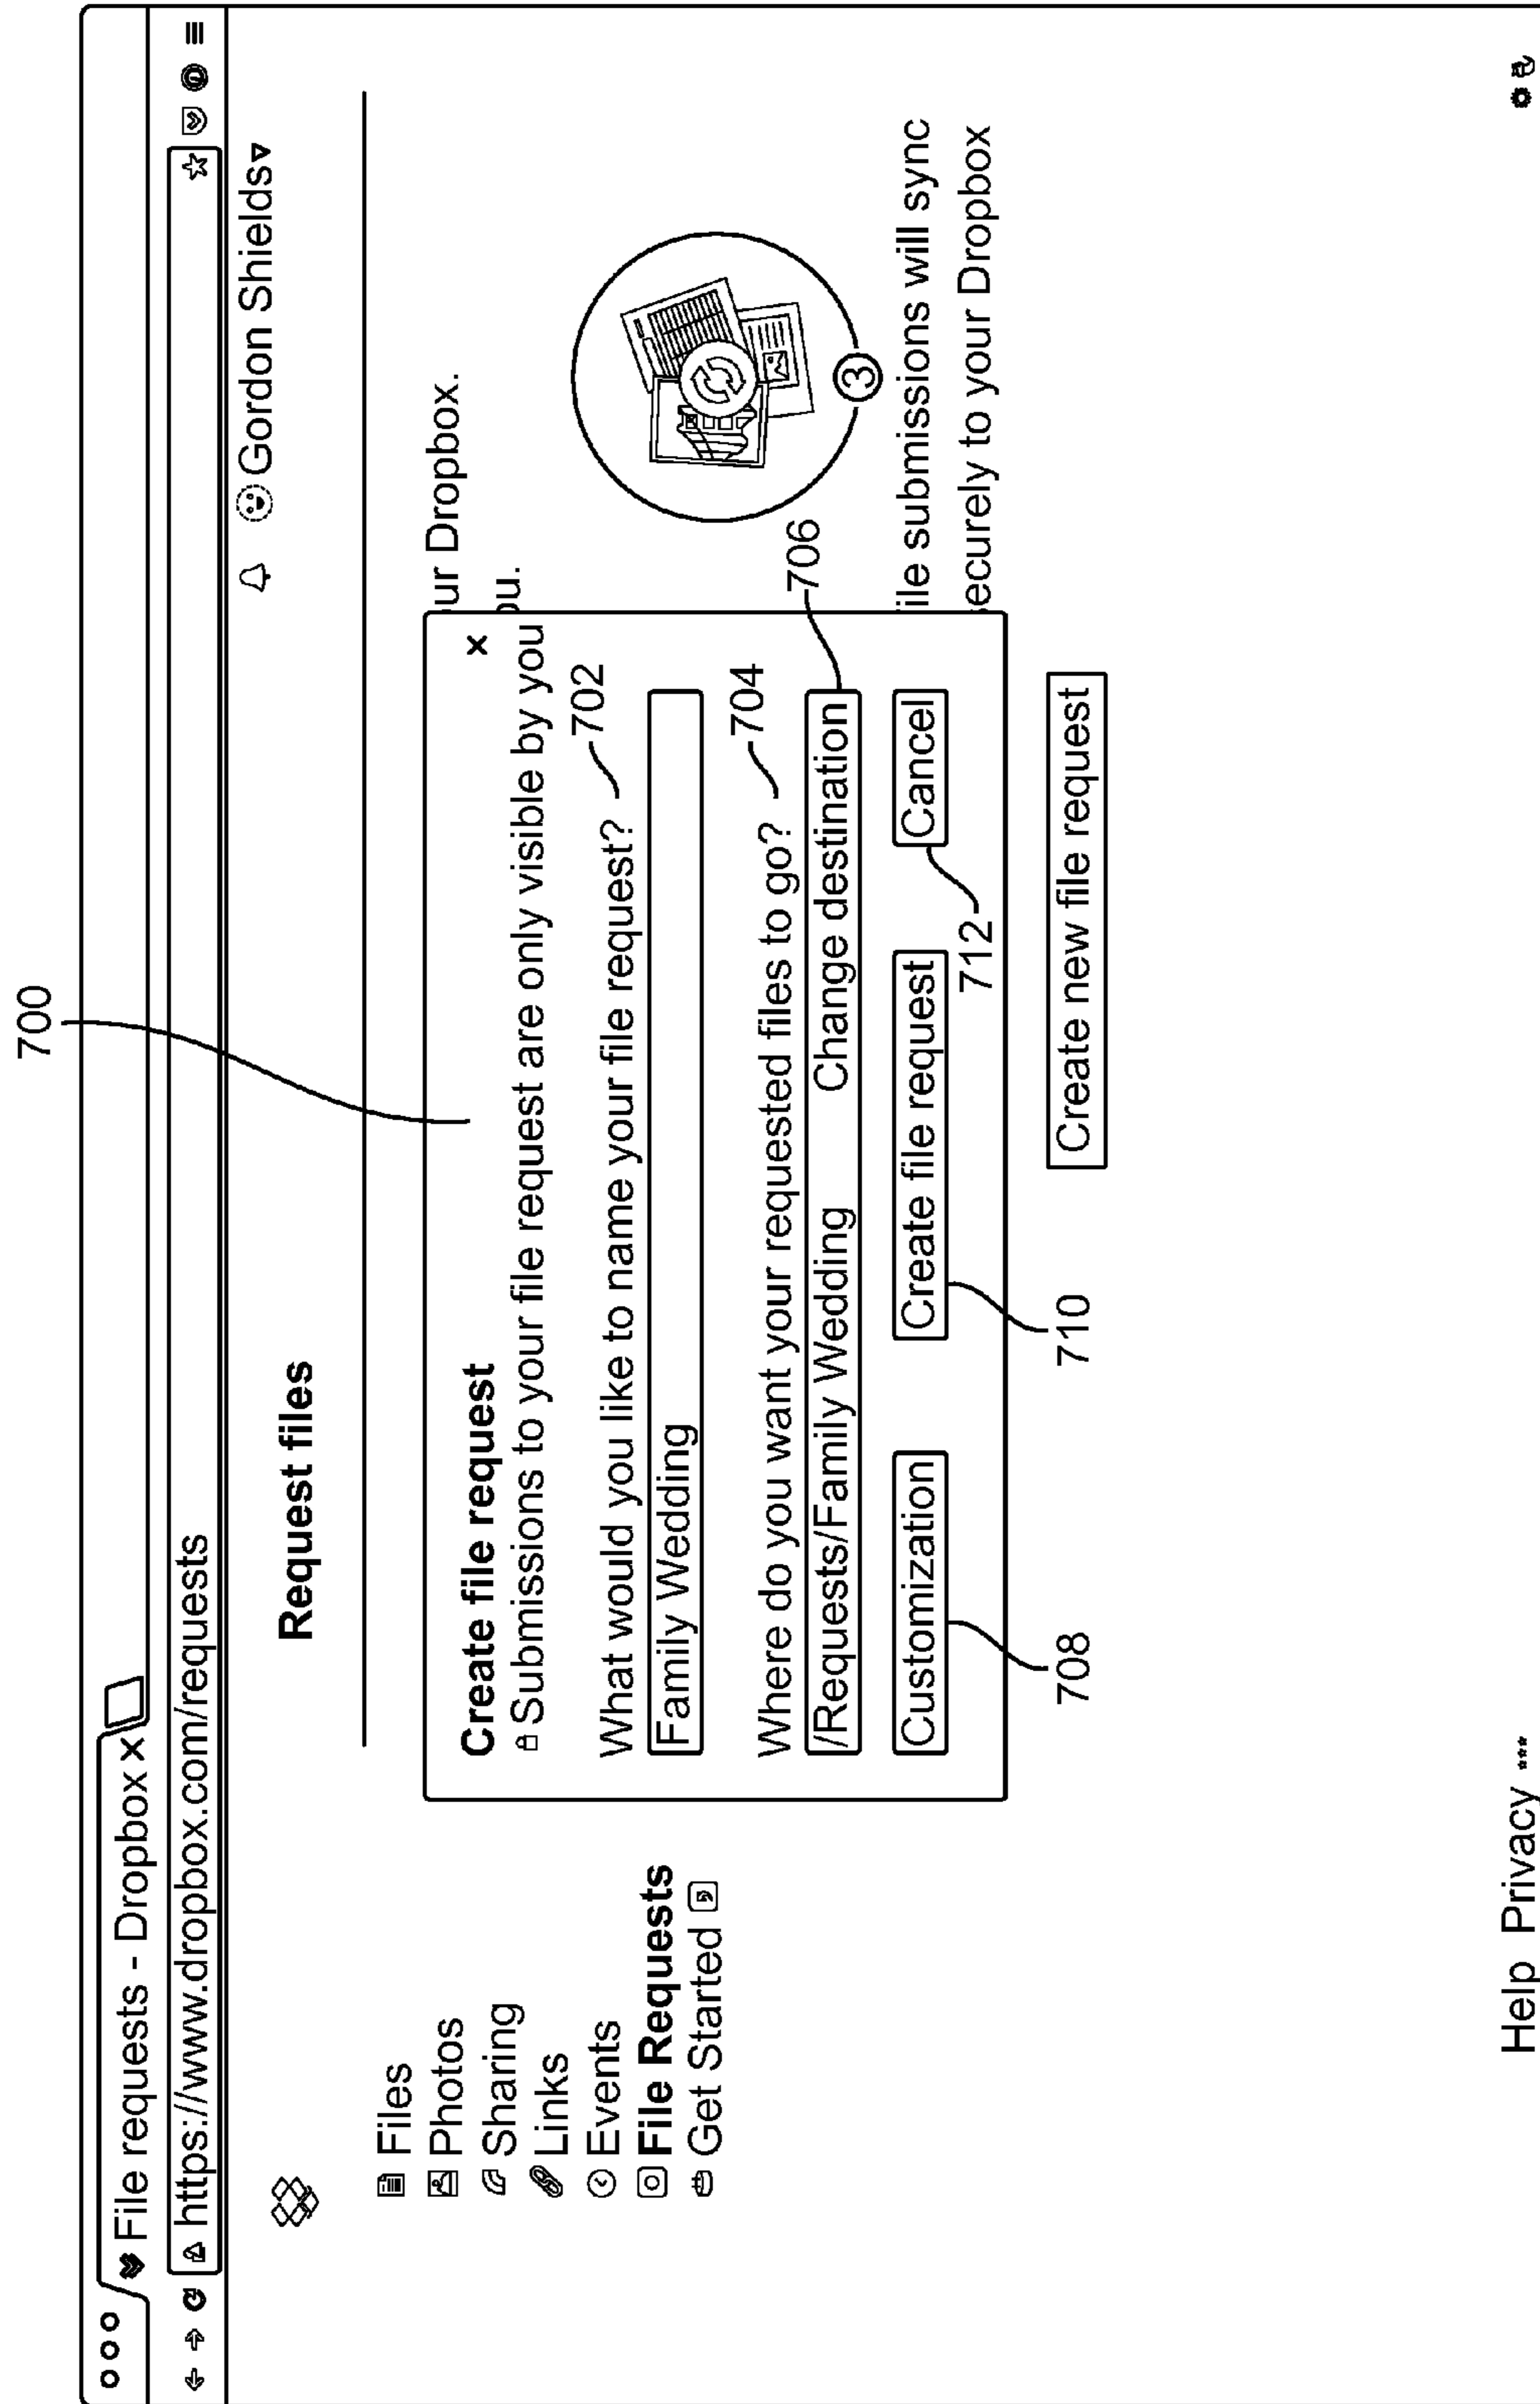 700
File requests - Dropbox x
https://www.dropbox.com/requests
Gordon Shields
Request files
Files
Photos
Sharing
Links
Events
File Requests
Get Started
ur Dropbox.
ou.
Create file request
x
Submissions to your file request are only visible by you
What would you like to name your file request?
702
Family Wedding
Where do you want your requested files to go?
704
/Requests/Family Wedding
Change destination
706
Customization
Create file request
Cancel
708
710
712
3
ile submissions will sync
ecurely to your Dropbox
Create new file request
Help Privacy ***